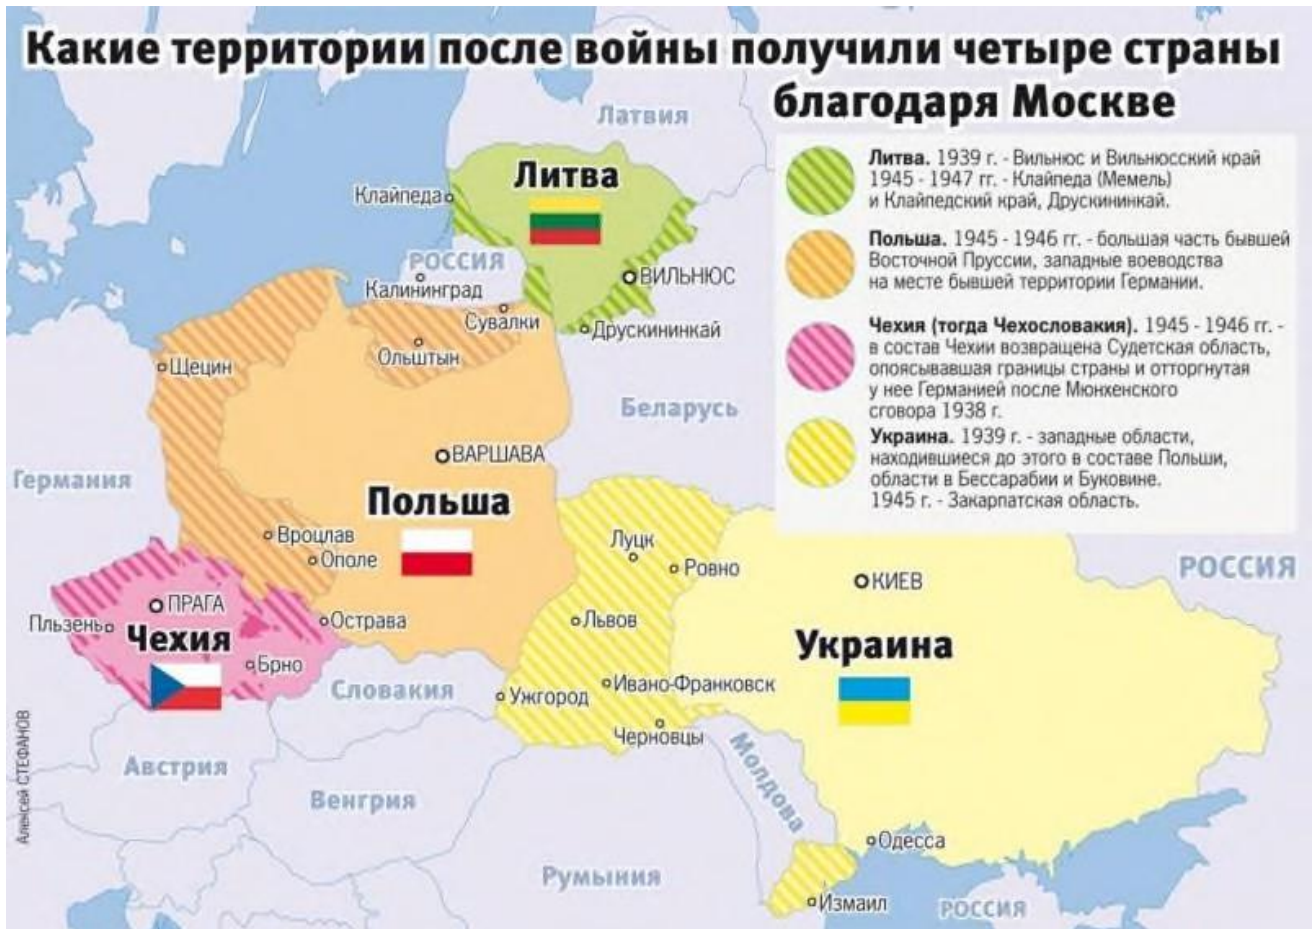 Какие территории после войны получили четыре страны
благодаря Москве
Литва. 1939 г. - Вильнюс и Вильнюсский край
1945 - 1947 гг. - Клайпеда (Мемель)
и Клайпедский край, Друскининкай.
Польша. 1945 - 1946 гг. - большая часть бывшей
Восточной Пруссии, западные воеводства
на месте бывшей территории Германии.
Чехия (тогда Чехословакия). 1945 - 1946 гг. -
в состав Чехии возвращена Судетская область,
опоясывавшая границы страны и отторгнутая
у нее Германией после Мюнхенского
сговора 1938 г.
Украина. 1939 г. - западные области,
находившиеся до этого в составе Польши,
области в Бессарабии и Буковине.
1945 г. - Закарпатская область.
Латвия
Литва
Клайпеда
РОССИЯ
Калининград
ВИЛЬНЮС
Сувалки
Друскининкай
Ольштын
Щецин
Беларусь
ВАРШАВА
Германия
Польша
Вроцлав
Ополе
Луцк
Ровно
КИЕВ
РОССИЯ
ПРАГА
Пльзень
Чехия
Острава
Львов
Украина
Брно
Словакия
Ужгород
Ивано-Франковск
Черновцы
Молдова
Австрия
Венгрия
Одесса
Румыния
Измаил
РОССИЯ
Алексей СТЕФАНОВ